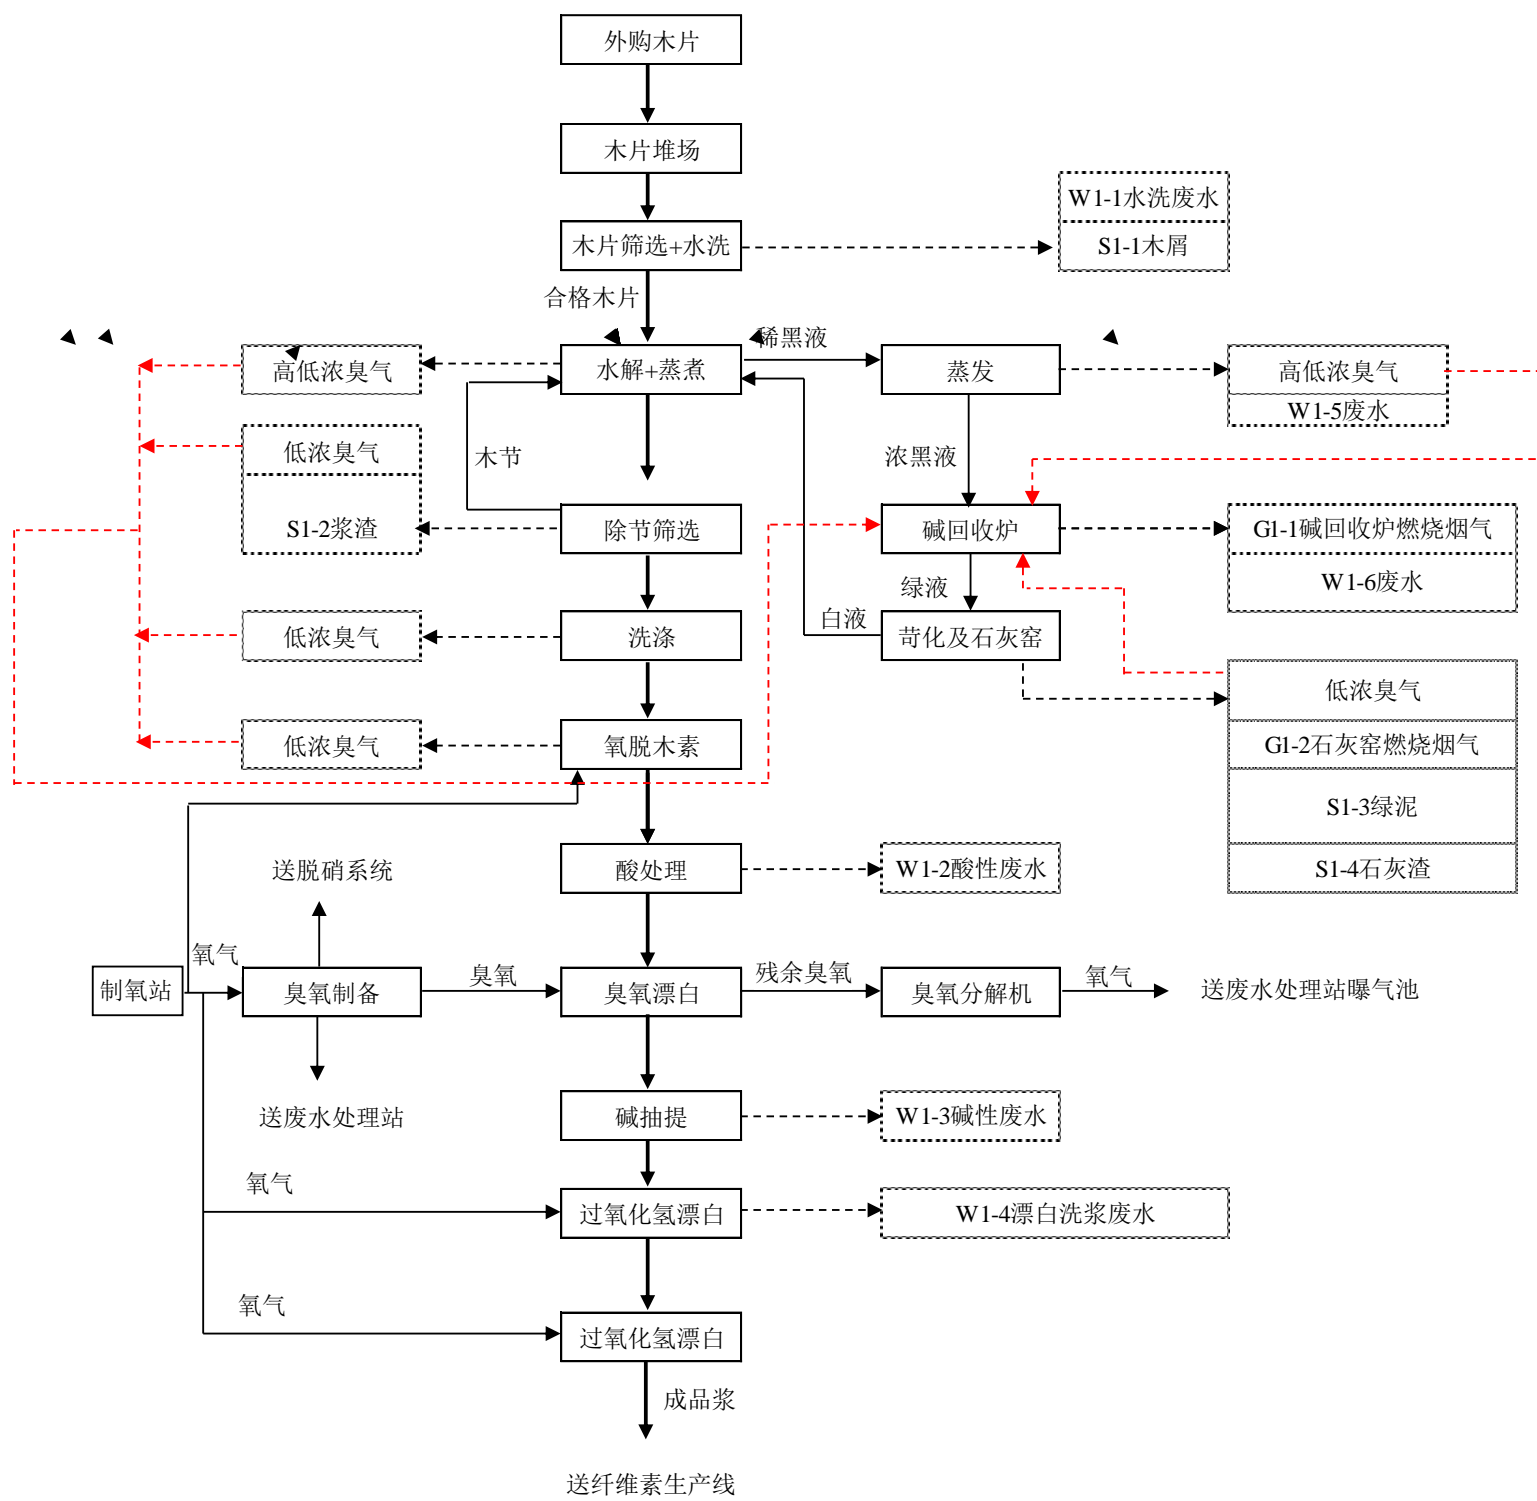 外购木片
木片堆场
W1-1水洗废水
木片筛选+水洗
S1-1木屑
合格木片
稀黑液
高低浓臭气
水解+蒸煮
蒸发
高低浓臭气
W1-5废水
低浓臭气
木节
浓黑液
S1-2浆渣
除节筛选
碱回收炉
G1-1碱回收炉燃烧烟气
W1-6废水
绿液
白液
低浓臭气
洗涤
苛化及石灰窑
低浓臭气
低浓臭气
氧脱木素
G1-2石灰窑燃烧烟气
S1-3绿泥
送脱硝系统
酸处理
W1-2酸性废水
S1-4石灰渣
氧气
臭氧
残余臭氧
氧气
制氧站
臭氧制备
臭氧漂白
臭氧分解机
送废水处理站曝气池
送废水处理站
碱抽提
W1-3碱性废水
氧气
过氧化氢漂白
W1-4漂白洗浆废水
氧气
过氧化氢漂白
成品浆
送纤维素生产线